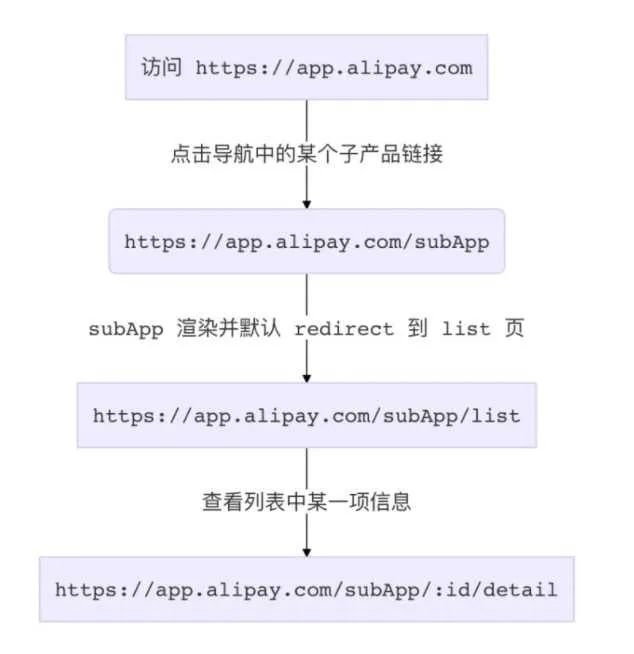 访问 https://app.alipay.com
点击导航中的某个子产品链接
https://app.alipay.com/subApp
subApp 渲染并默认 redirect 到 list 页
https://app.alipay.com/subApp/list
查看列表中某一项信息
https://app.alipay.com/subApp/:id/detail